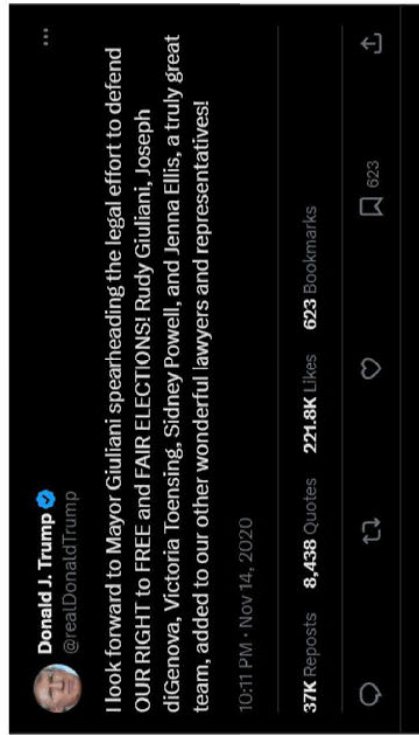 Donald J. Trump
@realDonaldTrump
I look forward to Mayor Giuliani spearheading the legal effort to defend
OUR RIGHT to FREE and FAIR ELECTIONS! Rudy Giuliani, Joseph
diGenova, Victoria Toensing, Sidney Powell, and Jenna Ellis, a truly great
team, added to our other wonderful lawyers and representatives!
10:11 PM · Nov 14, 2020
37K Reposts 8,438 Quotes 221.8K Likes 623 Bookmarks
623